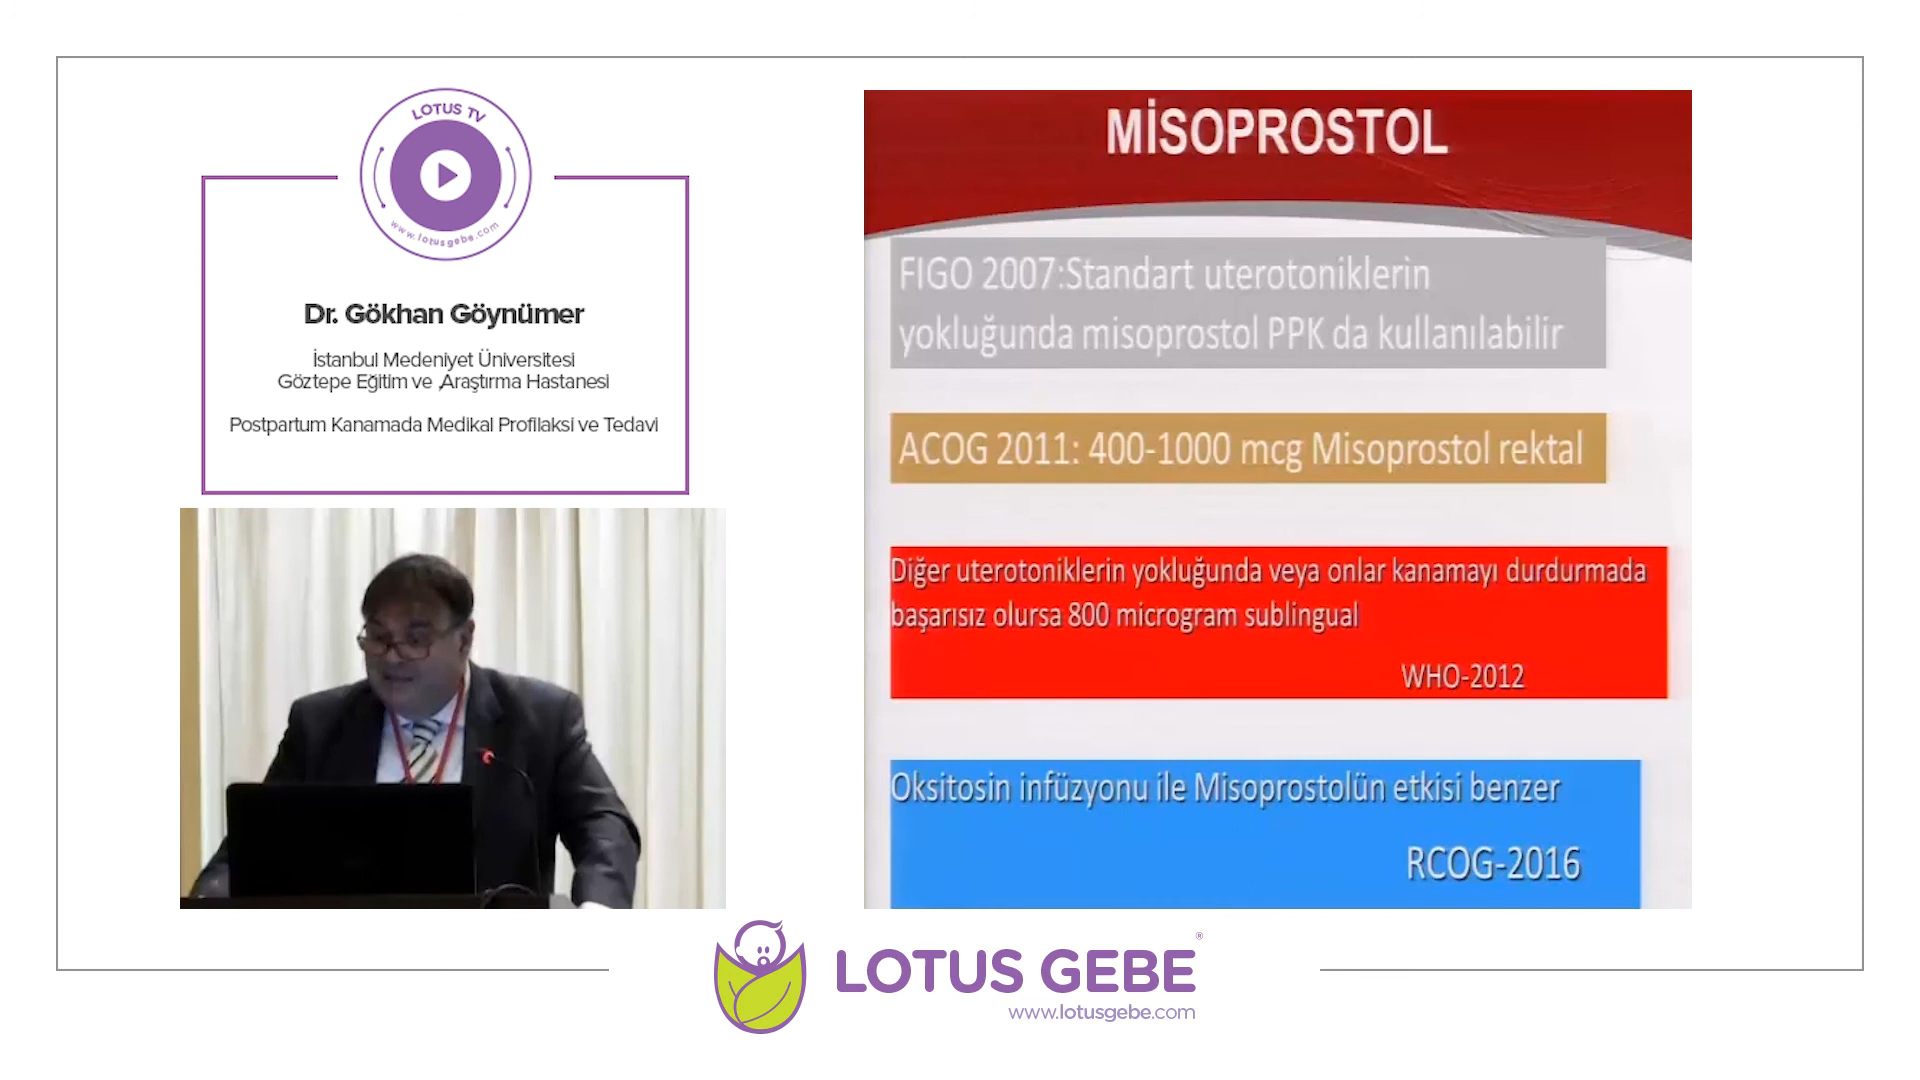 LOTUS TV
www.lotusgebe.com
Dr. Gökhan Göynümer
İstanbul Medeniyet Üniversitesi
Göztepe Eğitim ve Araştırma Hastanesi
Postpartum Kanamada Medikal Profilaksi ve Tedavi
MİSOPROSTOL
FIGO 2007:Standart uterotoniklerin
yokluğunda misoprostol PPK da kullanılabilir
ACOG 2011: 400-1000 mcg Misoprostol rektal
Diğer uterotoniklerin yokluğunda veya onlar kanamayı durdurmada
başarısız olursa 800 microgram sublingual
WHO-2012
Oksitosin infüzyonu ile Misoprostolün etkisi benzer
RCOG-2016
LOTUS GEBE®
www.lotusgebe.com